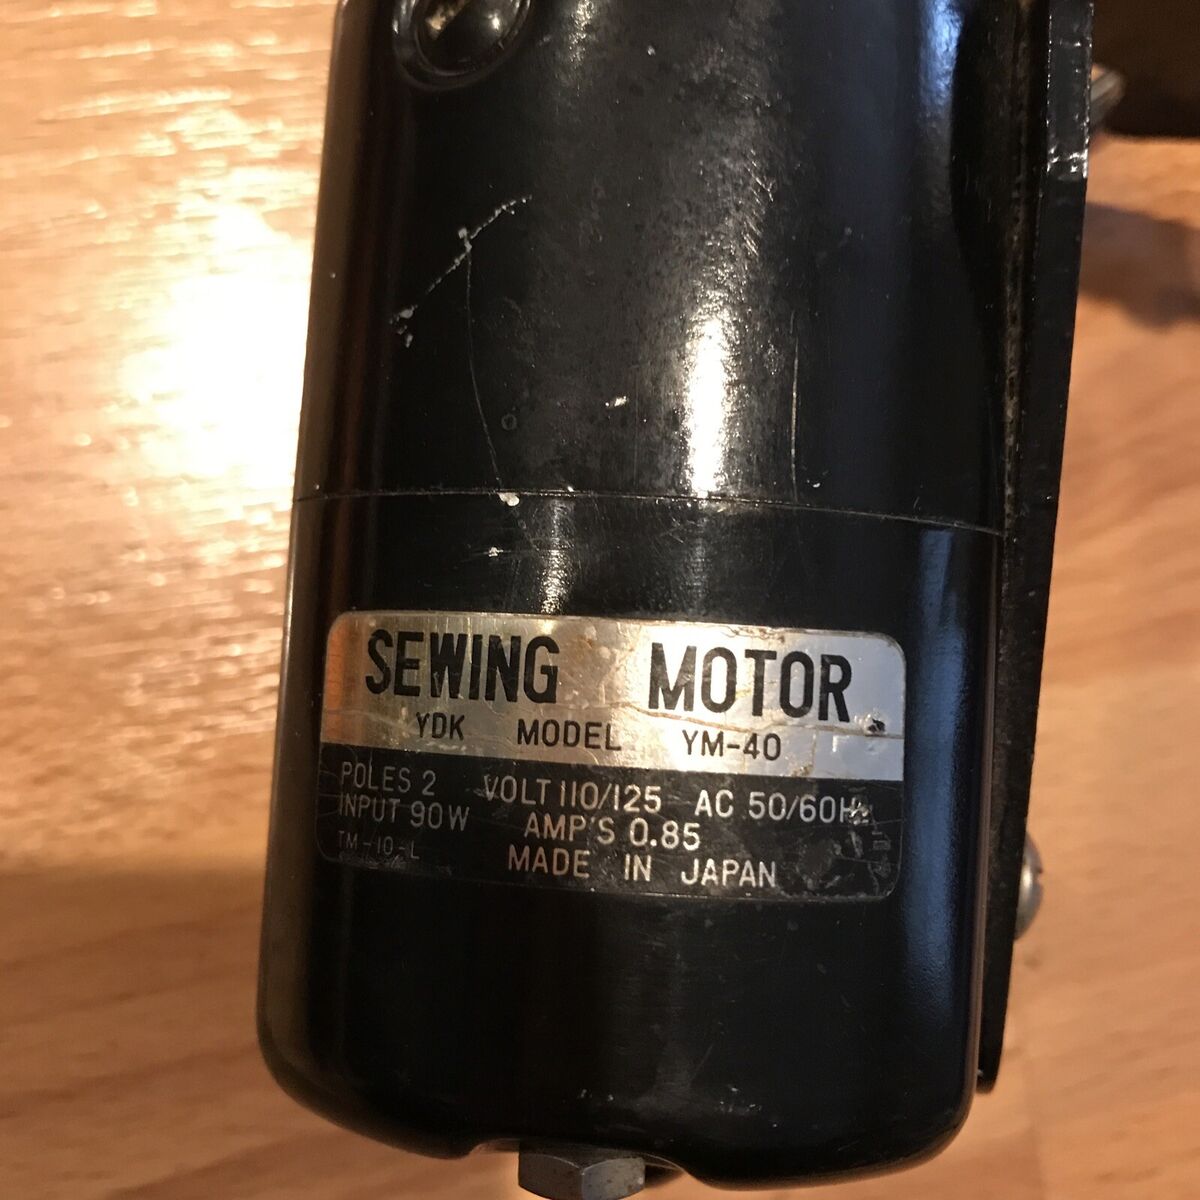 SEWING MOTOR
YDK MODEL YM-40
POLES 2 VOLT 110/125 AC 50/60Hz
INPUT 90W AMP'S 0.85
TM-10-L MADE IN JAPAN